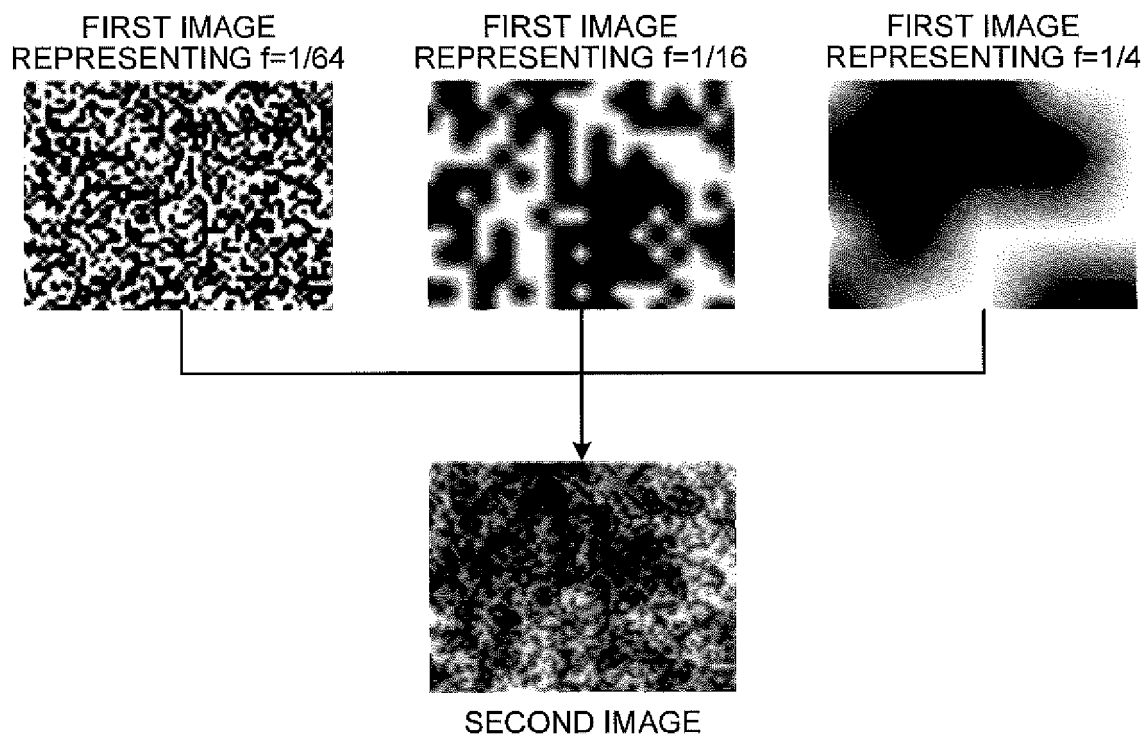 FIRST IMAGE
REPRESENTING f=1/64
FIRST IMAGE
REPRESENTING f=1/16
FIRST IMAGE
REPRESENTING f=1/4
SECOND IMAGE